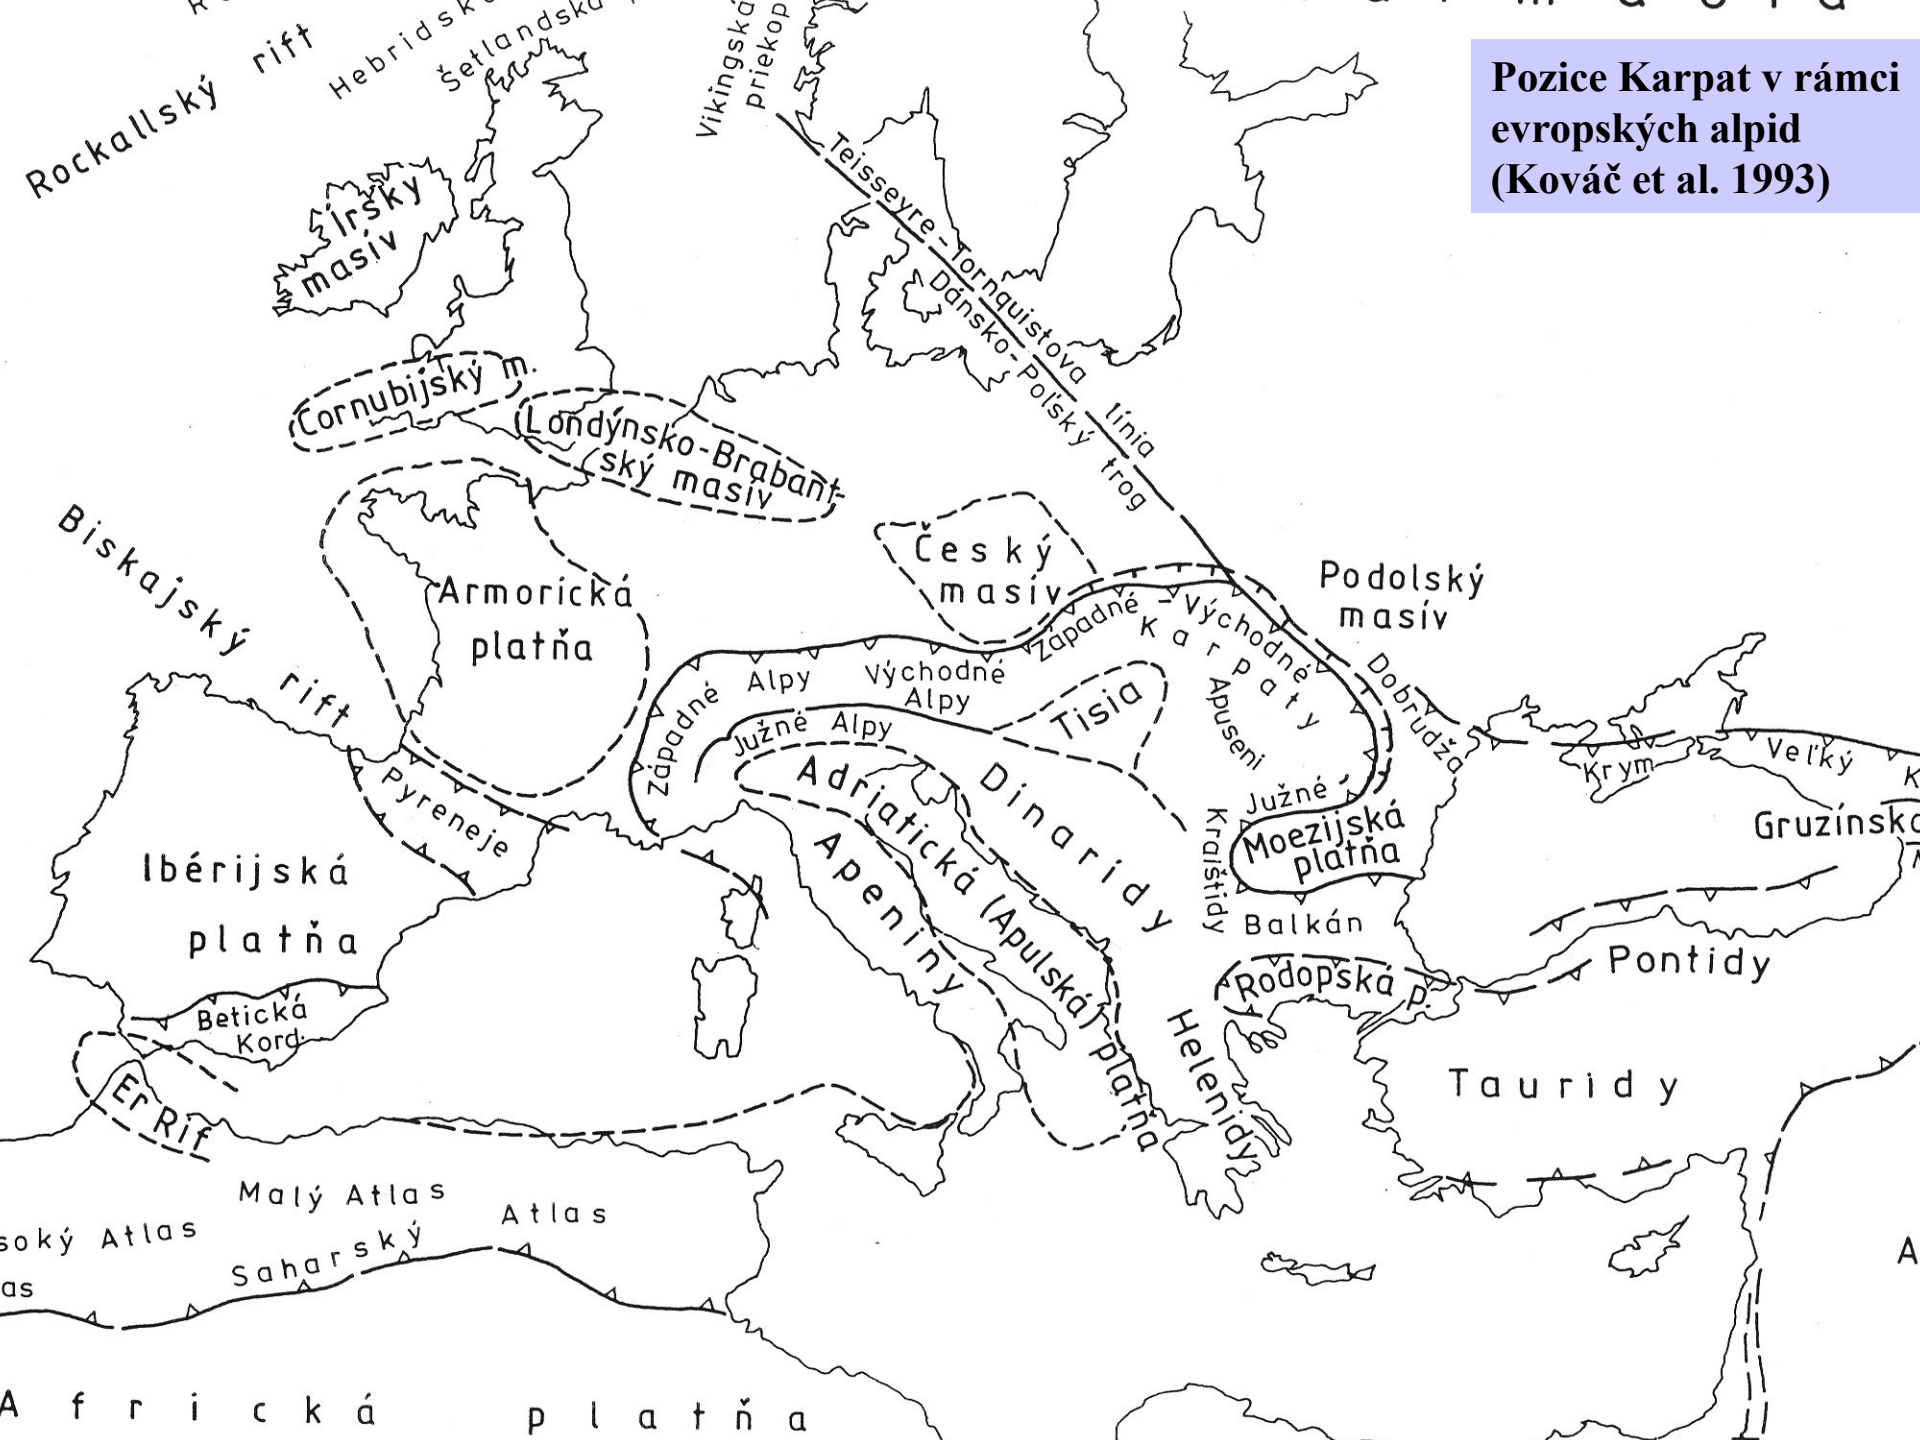 Pozice Karpat v rámci
evropských alpid
(Kováč et al. 1993)
Rockallský rift
Šetlandská
Vikingská
priekop
Írsky
masív
Teisseyre-Tornquistova línia
Dánsko-Poľský trog
Cornubijský m.
Londýnsko-Brabant-
ský masív
Biskajský rift
Armorická
platňa
Český
masív
Podolský
masív
Západné
Alpy
Východné
Alpy
Južné Alpy
Západné - Východné
Karpaty
Tisia
Apuseni
Južné
Dobrudža
Krym
Veľký
K
Gruzínska
Pyreneje
Ibérijská
platňa
Betická
Kord.
Er Rif
Adriatická (Apulská) platňa
Apeníny
Dinarídy
Kraištidy
Moezijská
platňa
Balkán
Rodopská p.
Pontidy
Helenidy
Tauridy
Malý Atlas
soký Atlas
as
Saharský
Atlas
Africká platňa
A